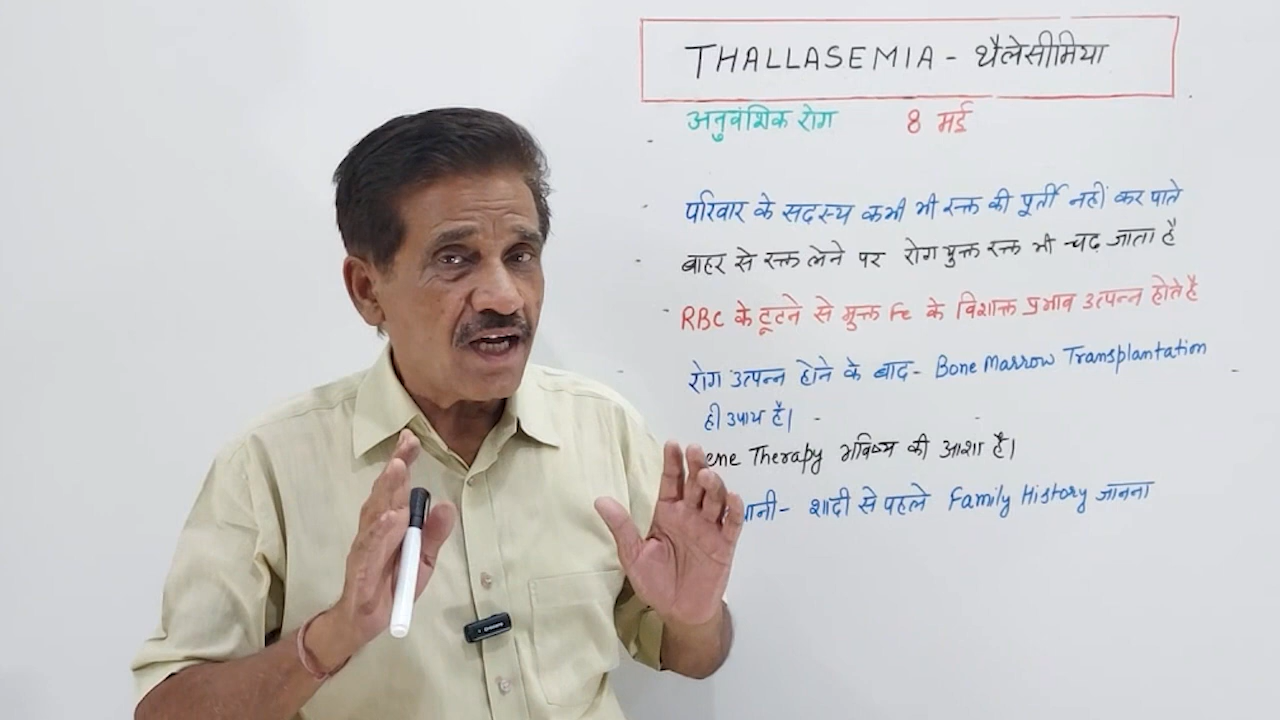 THALLASEMIA - थैलेसीमिया
अनुवंशिक रोग 8 मई
परिवार के सदस्य कभी भी रक्त की पूर्ती नहीं कर पाते
बाहर से रक्त लेने पर रोग युक्त रक्त भी चढ़ जाता है
RBC के टूटने से मुक्त Fe के विशाक्त प्रभाव उत्पन्न होते है
रोग उत्पन्न होने के बाद - Bone Marrow Transplantation
ही उपाय है।
ene Therapy भविष्य की आशा है।
धानी - शादी से पहले Family History जानना